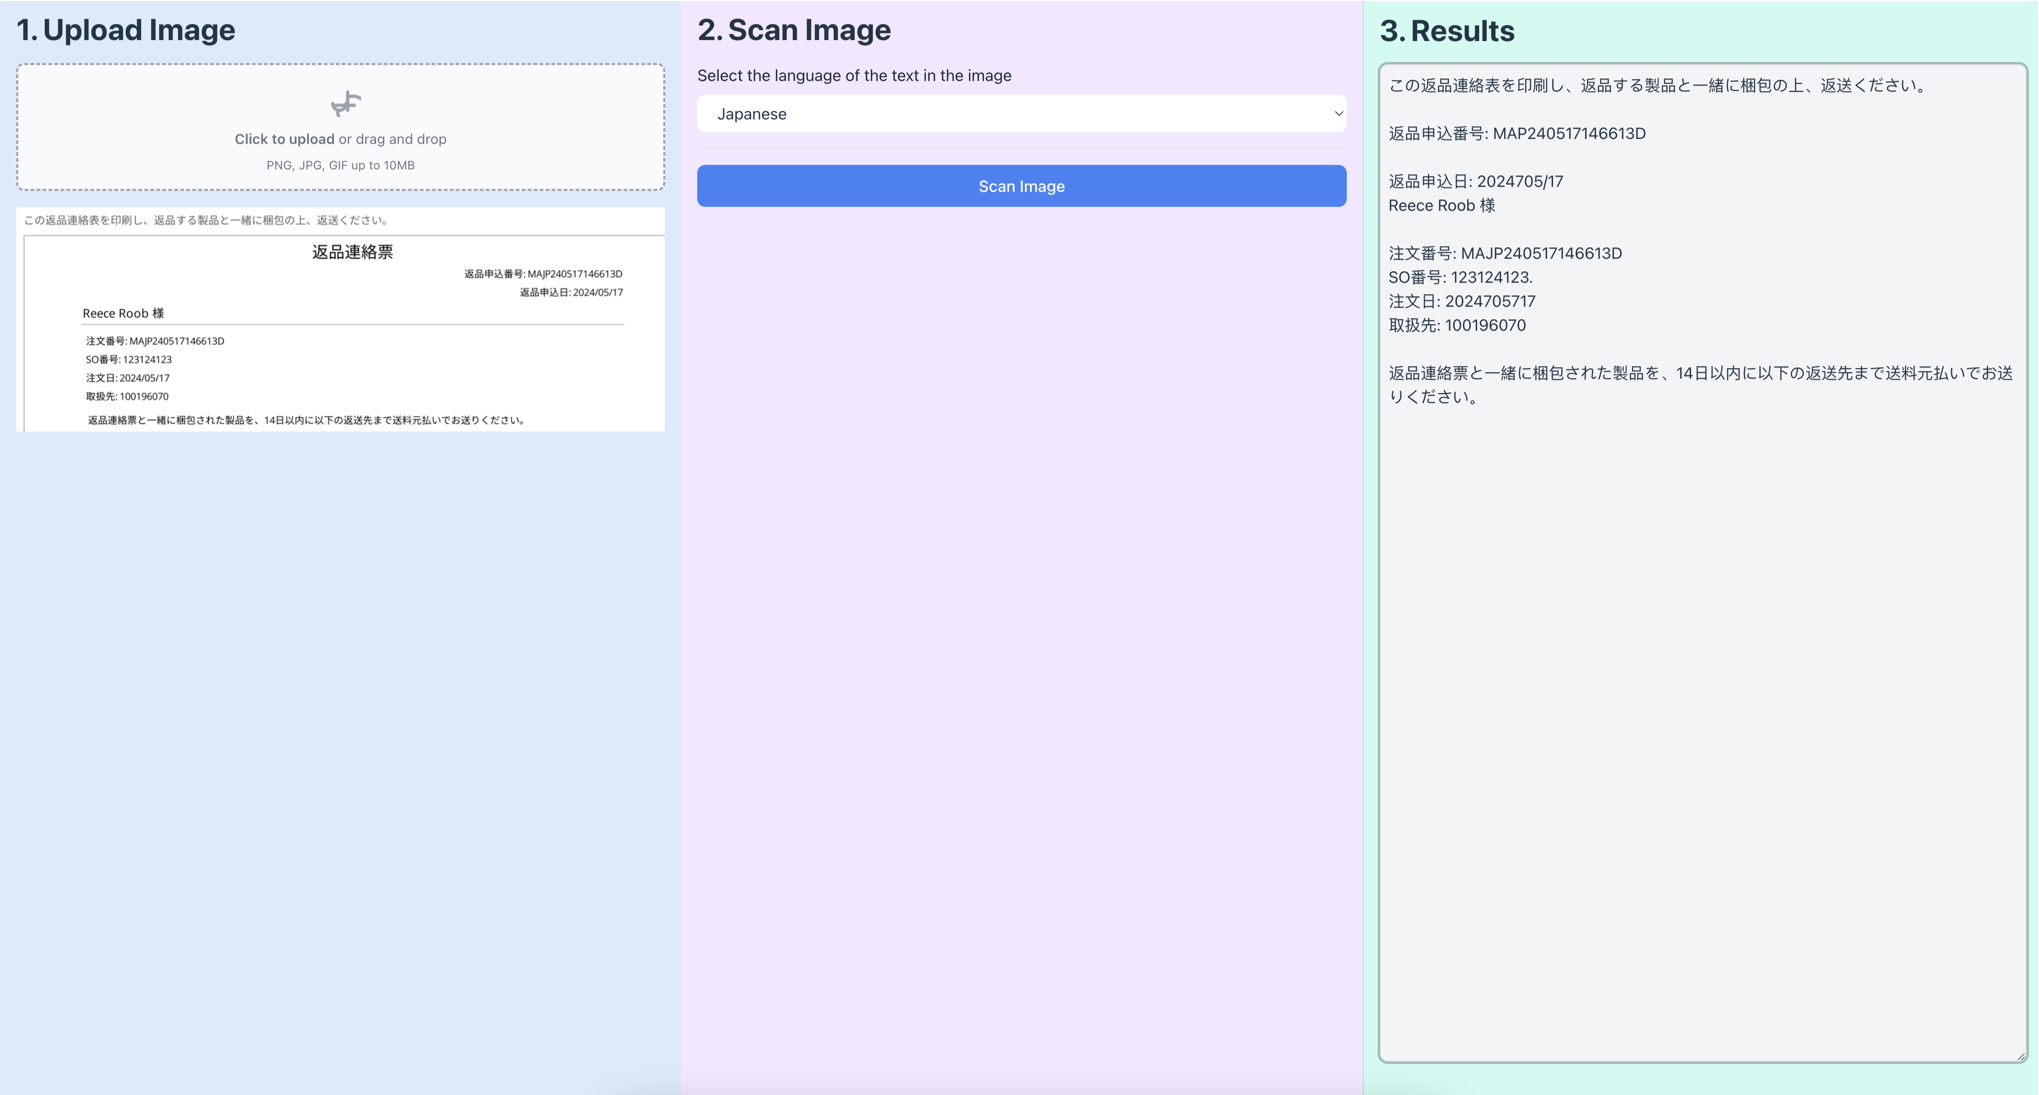 1. Upload Image
Click to upload or drag and drop
PNG, JPG, GIF up to 10MB
この返品連絡表を印刷し、返品する製品と一緒に梱包の上、返送ください。
返品連絡票
返品申込番号: MAJP240517146613D
返品申込日: 2024/05/17
Reece Roob 様
注文番号: MAJP240517146613D
SO番号: 123124123
注文日: 2024/05/17
取扱先: 100196070
返品連絡票と一緒に梱包された製品を、14日以内に以下の返送先まで送料元払いでお送りください。
2. Scan Image
Select the language of the text in the image
Japanese
Scan Image
3. Results
この返品連絡表を印刷し、返品する製品と一緒に梱包の上、返送ください。
返品申込番号: MAP240517146613D
返品申込日: 2024705/17
Reece Roob 様
注文番号: MAJP240517146613D
SO番号: 123124123.
注文日: 2024705717
取扱先: 100196070
返品連絡票と一緒に梱包された製品を、14日以内に以下の返送先まで送料元払いでお送
りください。